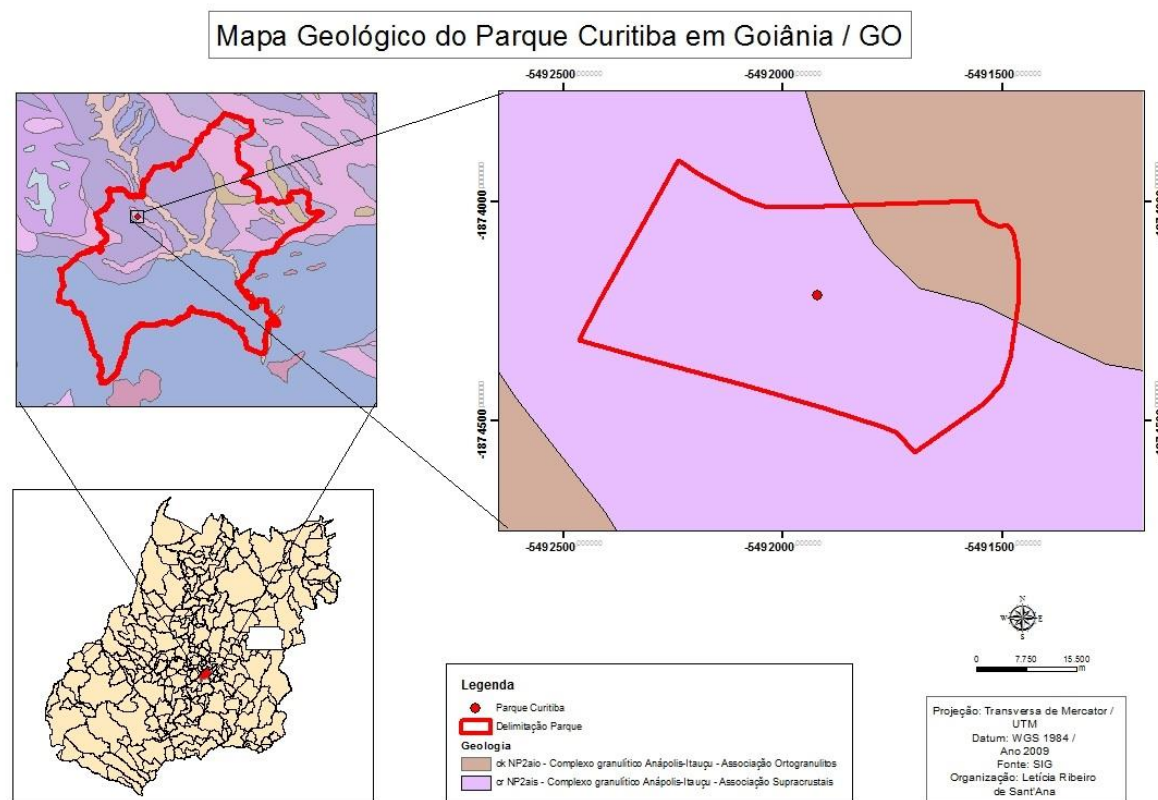 Mapa Geológico do Parque Curitiba em Goiânia / GO
-5492500 -5492000 -5491500
-1874000 -1874000
-1874500 -1874500
-5492500 -5492000 -5491500
N
W E
S
0 7.750 15.500
m
Legenda
Parque Curitiba
Delimitação Parque
Geologia
ok NP2aio - Complexo granulítico Anápolis-Itauçu - Associação Ortogranulitos
cr NP2ais - Complexo granulítico Anápolis-Itauçu - Associação Supracrustais
Projeção: Transversa de Mercator /
UTM
Datum: WGS 1984 /
Ano 2009
Fonte: SIG
Organização: Letícia Ribeiro
de Sant'Ana